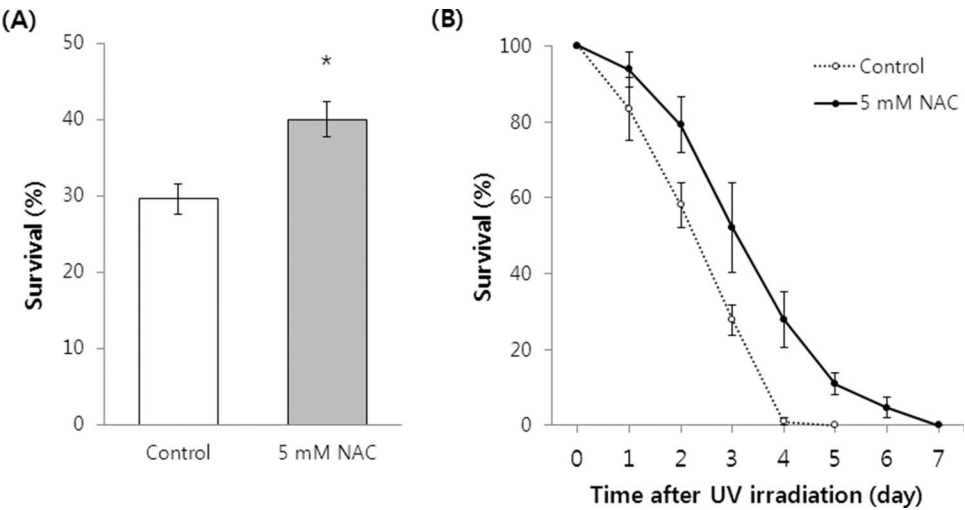 (A)
50
40
30
20
10
0
Survival (%)
*
Control
5 mM NAC
(B)
100
80
60
40
20
0
Survival (%)
Control
5 mM NAC
0 1 2 3 4 5 6 7
Time after UV irradiation (day)